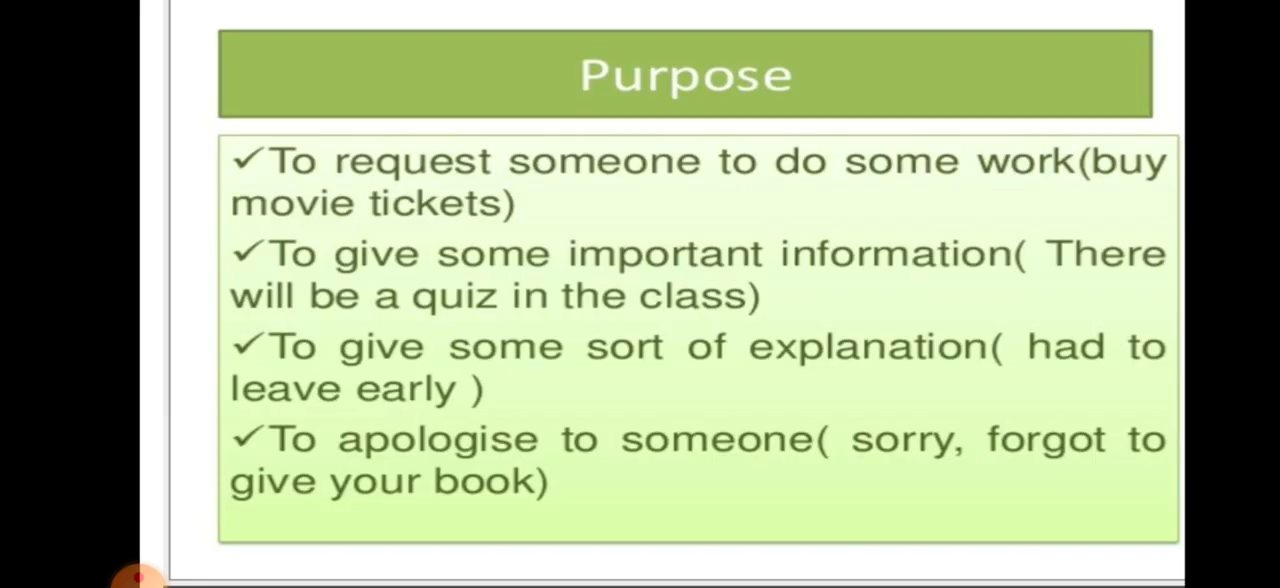 Purpose
✓To request someone to do some work(buy
movie tickets)
✓To give some important information( There
will be a quiz in the class)
✓To give some sort of explanation( had to
leave early )
✓To apologise to someone( sorry, forgot to
give your book)